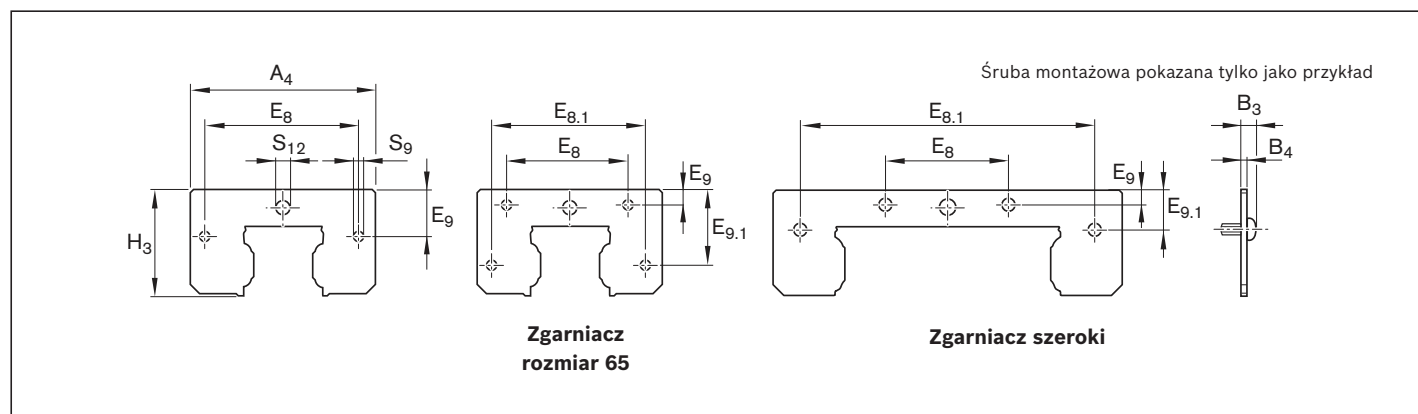 Śruba montażowa pokazana tylko jako przykład
A4
E8
S12
S9
H3
E9
E8.1
E8
E9
E9.1
E8.1
E8
E9
E9.1
B3
B4
Zgarniacz
rozmiar 65
Zgarniacz szeroki